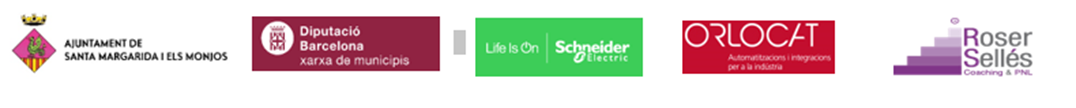 AJUNTAMENT DE
SANTA MARGARIDA I ELS MONJOS
Diputació
Barcelona
xarxa de municipis
Life Is On
Schneider
Electric
ORLOCAT
Automatitzacions i integracions
per a la indústria
Roser
Sellés
Coaching & PNL